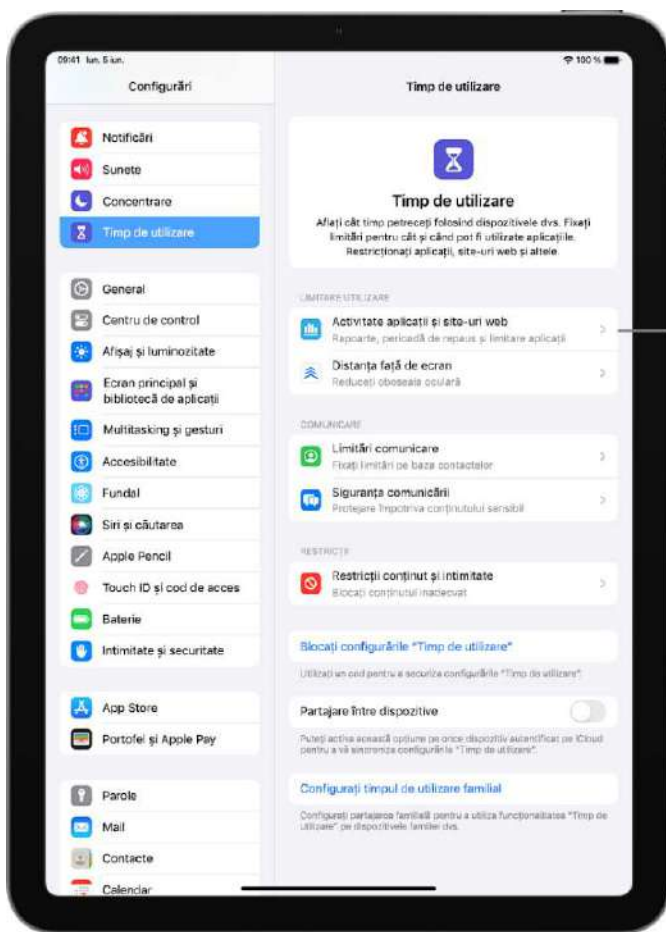 09:41 lun. 5 iun.
100 %
Configurări
Timp de utilizare
Notificări
Sunete
Concentrare
Timp de utilizare
General
Centru de control
Afișaj și luminozitate
Ecran principal și
bibliotecă de aplicații
Multitasking și gesturi
Accesibilitate
Fundal
Siri și căutarea
Apple Pencil
Touch ID și cod de acces
Baterie
Intimitate și securitate
App Store
Portofel și Apple Pay
Parole
Mail
Contacte
Calendar
Timp de utilizare
Aflați cât timp petreceți folosind dispozitivele dvs. Fixați
limitări pentru cât și când pot fi utilizate aplicațiile.
Restricționați aplicații, site-uri web și altele.
LIMITARE UTILIZARE
Activitate aplicații și site-uri web
Rapoarte, perioadă de repaus și limitare aplicații
Distanța față de ecran
Reduceți oboseala oculară
COMUNICARE
Limitări comunicare
Fixați limitări pe baza contactelor
Siguranța comunicării
Protejare împotriva conținutului sensibil
RESTRICȚII
Restricții conținut și intimitate
Blocați conținutul inadecvat
Blocați configurările "Timp de utilizare"
Utilizați un cod pentru a securiza configurările "Timp de utilizare".
Partajare între dispozitive
Puteți activa această opțiune pe orice dispozitiv autentificat pe iCloud
pentru a vă sincroniza configurările "Timp de utilizare".
Configurați timpul de utilizare familial
Configurați partajarea familială pentru a utiliza funcționalitatea "Timp de
utilizare" pe dispozitivele familiei dvs.